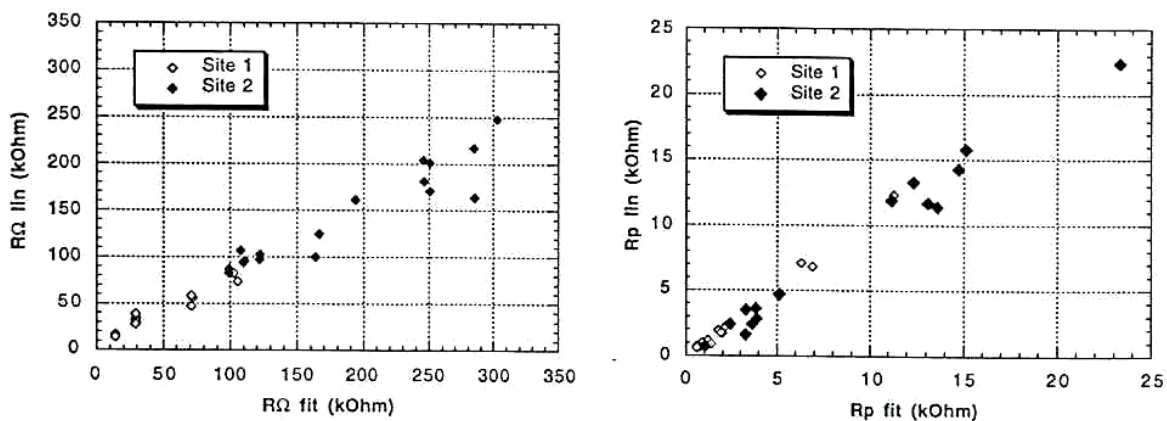 350
300
250
200
150
100
50
0
RΩ lin (kOhm)
Site 1
Site 2
0 50 100 150 200 250 300 350
RΩ fit (kOhm)
25
20
15
10
5
0
Rp lin (kOhm)
Site 1
Site 2
0 5 10 15 20 25
Rp fit (kOhm)